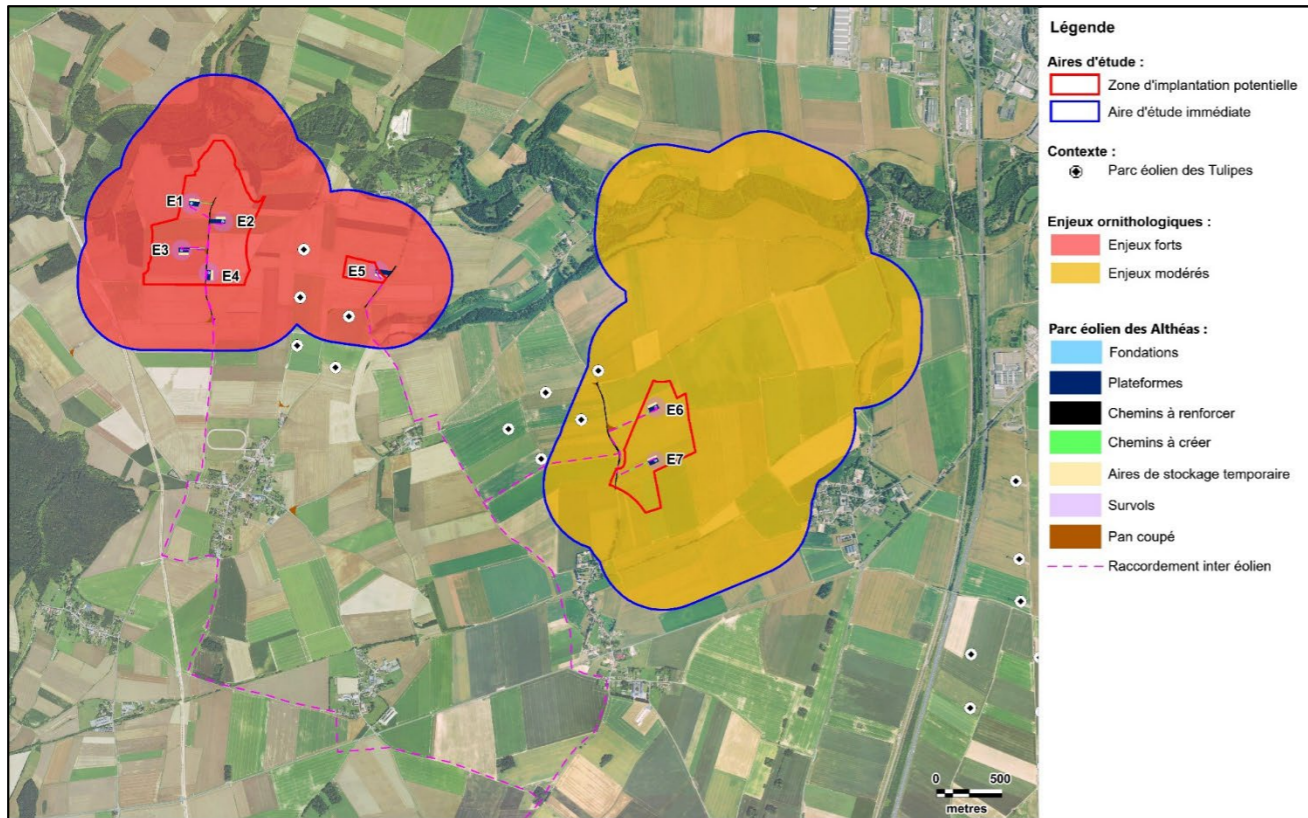 E1
E2
E3
E4
E5
E6
E7
0 500
metres
Légende
Aires d'étude :
Zone d'implantation potentielle
Aire d'étude immédiate
Contexte :
Parc éolien des Tulipes
Enjeux ornithologiques :
Enjeux forts
Enjeux modérés
Parc éolien des Althéas :
Fondations
Plateformes
Chemins à renforcer
Chemins à créer
Aires de stockage temporaire
Survols
Pan coupé
Raccordement inter éolien